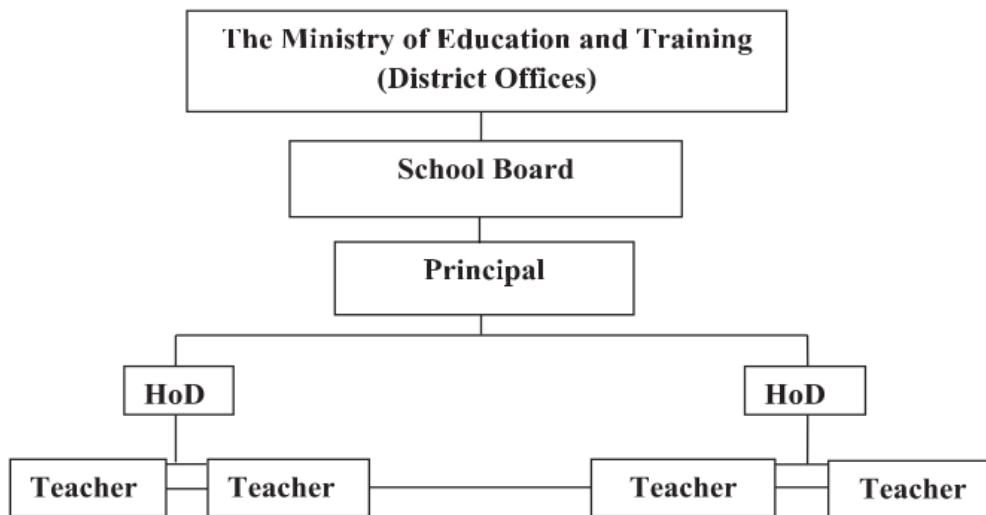 The Ministry of Education and Training
(District Offices)
School Board
Principal
HoD
HoD
Teacher
Teacher
Teacher
Teacher